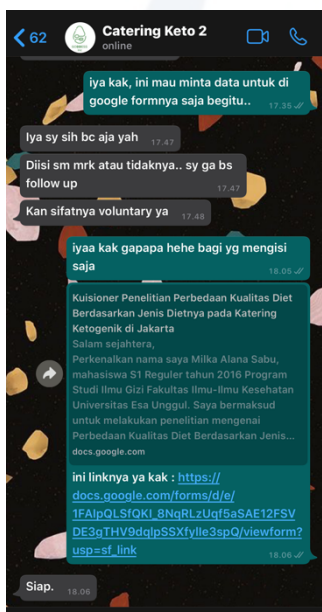 62
Catering Keto 2
online
iya kak, ini mau minta data untuk di
google formnya saja begitu..
17.35
Iya sy sih bc aja yah
17.47
Diisi sm mrk atau tidaknya.. sy ga bs
follow up
17.47
Kan sifatnya voluntary ya
17.48
iyaa kak gapapa hehe bagi yg mengisi
saja
18.05
Kuisioner Penelitian Perbedaan Kualitas Diet
Berdasarkan Jenis Dietnya pada Katering
Ketogenik di Jakarta
Salam sejahtera,
Perkenalkan nama saya Milka Alana Sabu,
mahasiswa S1 Reguler tahun 2016 Program
Studi Ilmu Gizi Fakultas Ilmu-Ilmu Kesehatan
Universitas Esa Unggul. Saya bermaksud
untuk melakukan penelitian mengenai
Perbedaan Kualitas Diet Berdasarkan Jenis...
docs.google.com
ini linknya ya kak : https://
docs.google.com/forms/d/e/
1FAIpQLSfQKI_8NqRLzUqf5aSAE12FSV
DE3gTHV9dqlpSSXfylle3spQ/viewform?
usp=sf_link
18.06
Siap.
18.06